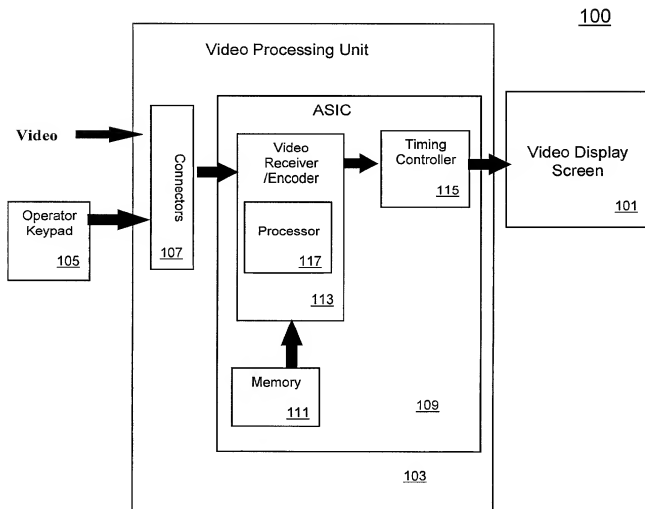 100
Video Processing Unit
ASIC
Video
Connectors
107
Video
Receiver
/Encoder
Processor
117
113
Timing
Controller
115
Video Display
Screen
101
Operator
Keypad
105
Memory
111
109
103